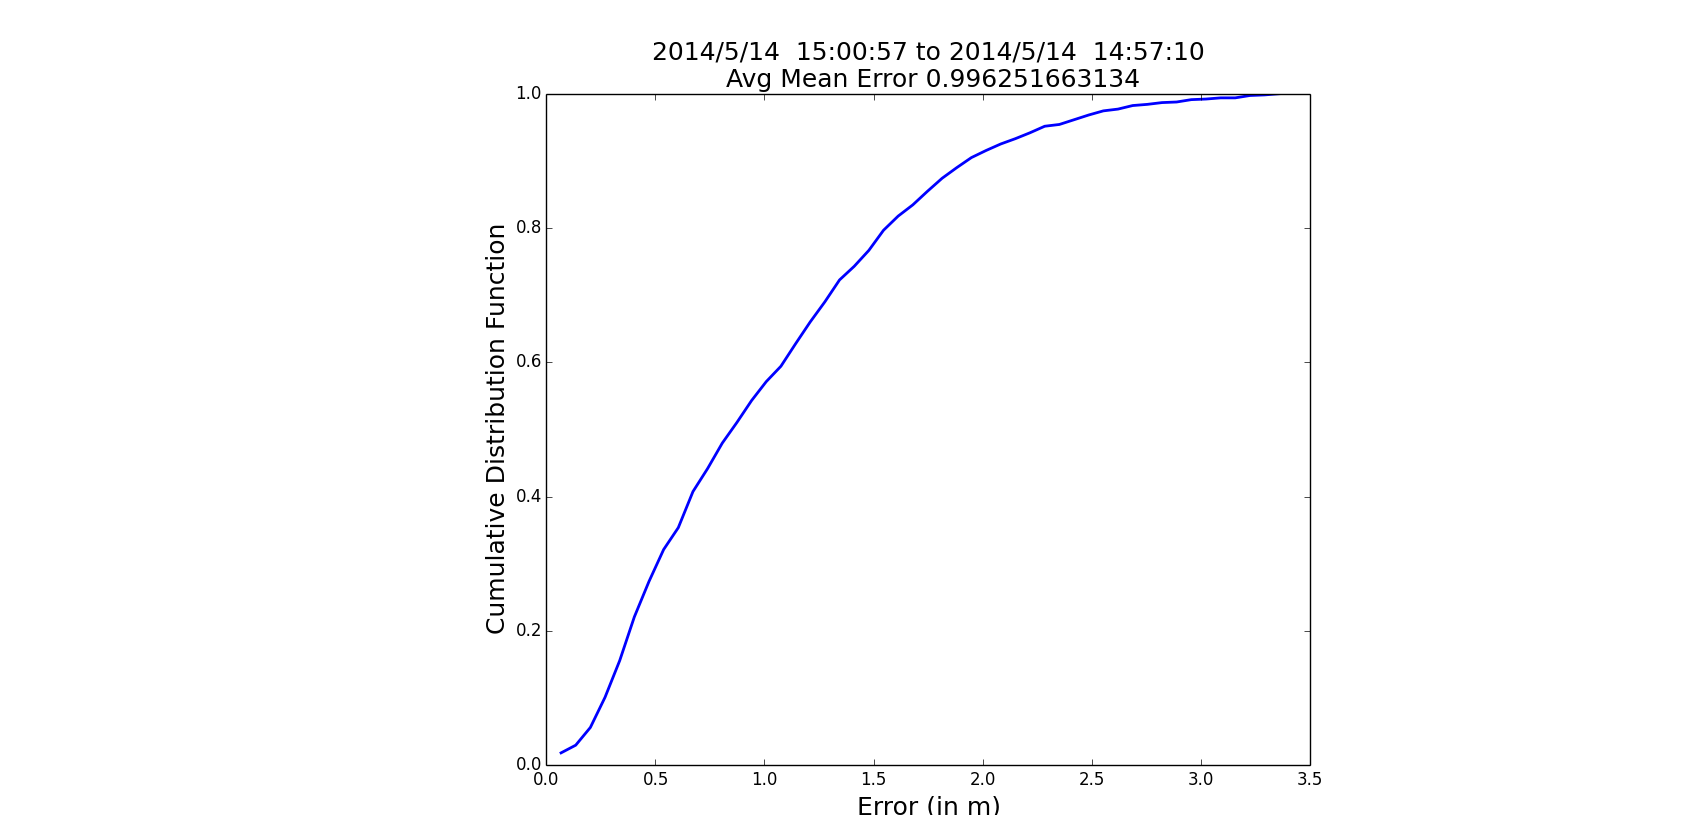 2014/5/14  15:00:57 to 2014/5/14  14:57:10
Avg Mean Error 0.996251663134
1.0
0.8
0.6
0.4
0.2
0.0
Cumulative Distribution Function
0.0 0.5 1.0 1.5 2.0 2.5 3.0 3.5
Error (in m)